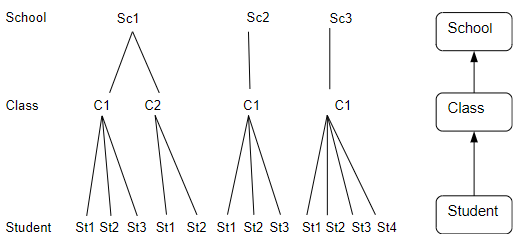 School Sc1 Sc2 Sc3 School
Class C1 C2 C1 C1 Class
Student St1 St2 St3 St1 St2 St1 St2 St3 St1 St2 St3 St4 Student